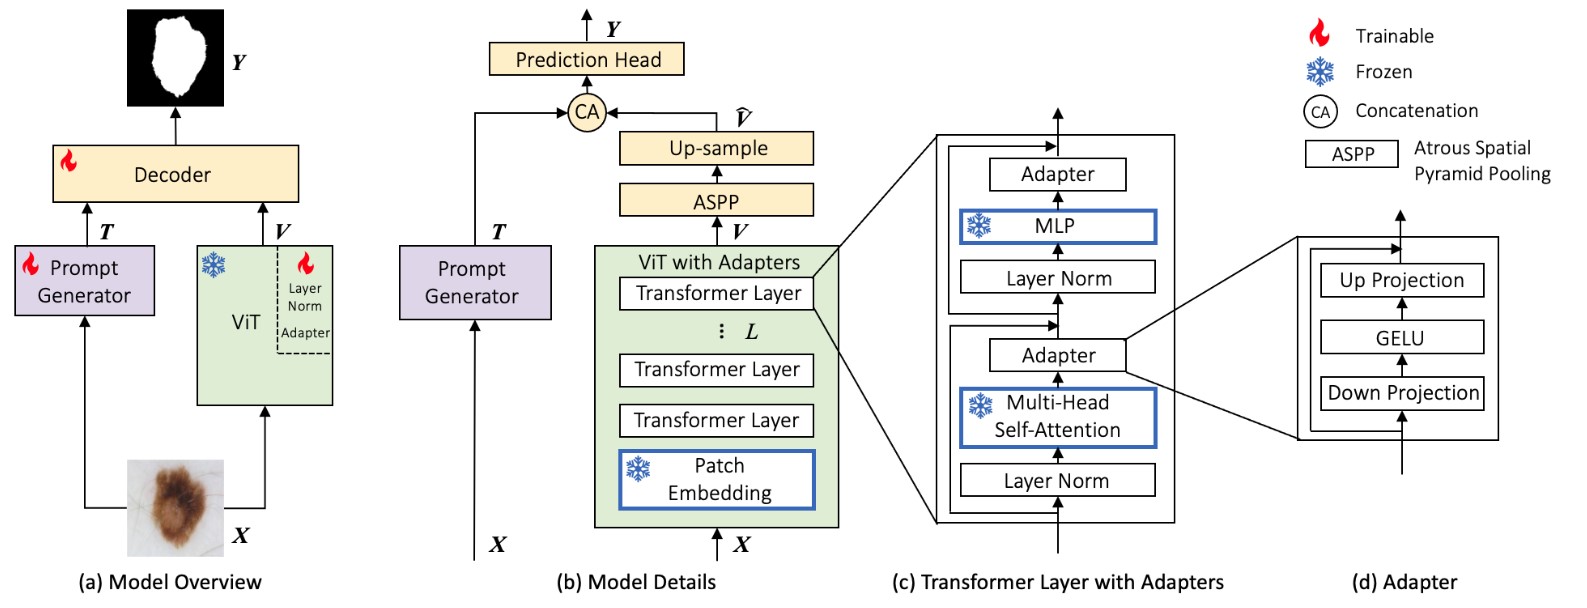 Y
Decoder
T
V
Prompt
Generator
ViT
Layer
Norm
Adapter
X
(a) Model Overview
Y
Prediction Head
CA
V̂
Up-sample
ASPP
T
V
Prompt
Generator
ViT with Adapters
Transformer Layer
⋮ L
Transformer Layer
Transformer Layer
Patch
Embedding
X
X
(b) Model Details
Adapter
MLP
Layer Norm
Adapter
Multi-Head
Self-Attention
Layer Norm
(c) Transformer Layer with Adapters
Trainable
Frozen
CA Concatenation
ASPP Atrous Spatial
Pyramid Pooling
Up Projection
GELU
Down Projection
(d) Adapter